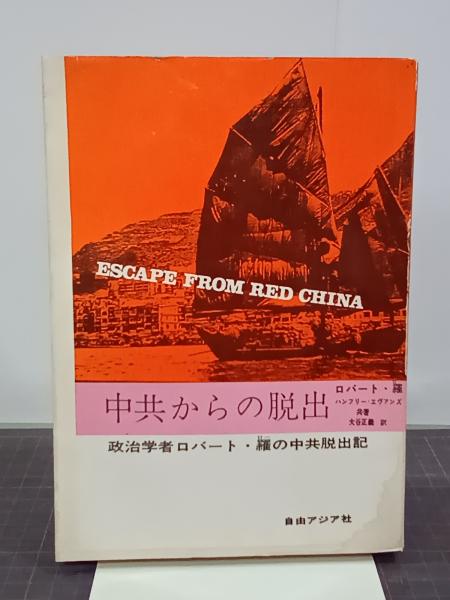 ESCAPE FROM RED CHINA
中共からの脱出
ロバート・羅
ハンフリー・エヴァンズ
共著
大谷正義 訳
政治学者ロバート・羅の中共脱出記
自由アジア社